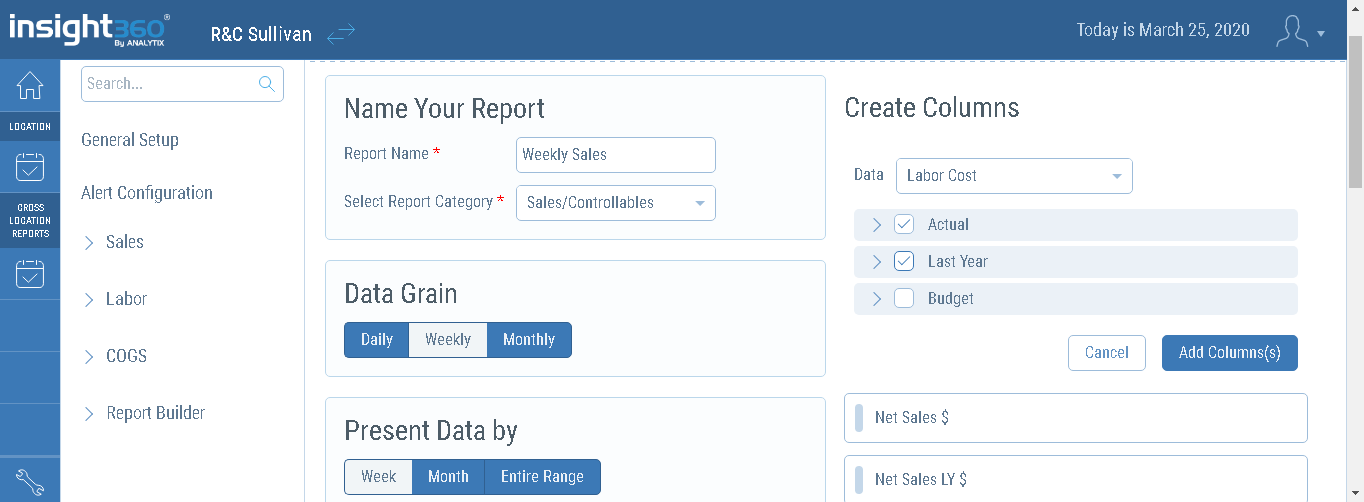 insight360®
By ANALYTIX
R&C Sullivan
Today is March 25, 2020
LOCATION
CROSS
LOCATION
REPORTS
Search...
General Setup
Alert Configuration
Sales
Labor
COGS
Report Builder
Name Your Report
Report Name *
Weekly Sales
Select Report Category *
Sales/Controllables
Data Grain
Daily Weekly Monthly
Present Data by
Week Month Entire Range
Create Columns
Data Labor Cost
Actual
Last Year
Budget
Cancel Add Columns(s)
Net Sales $
Net Sales LY $